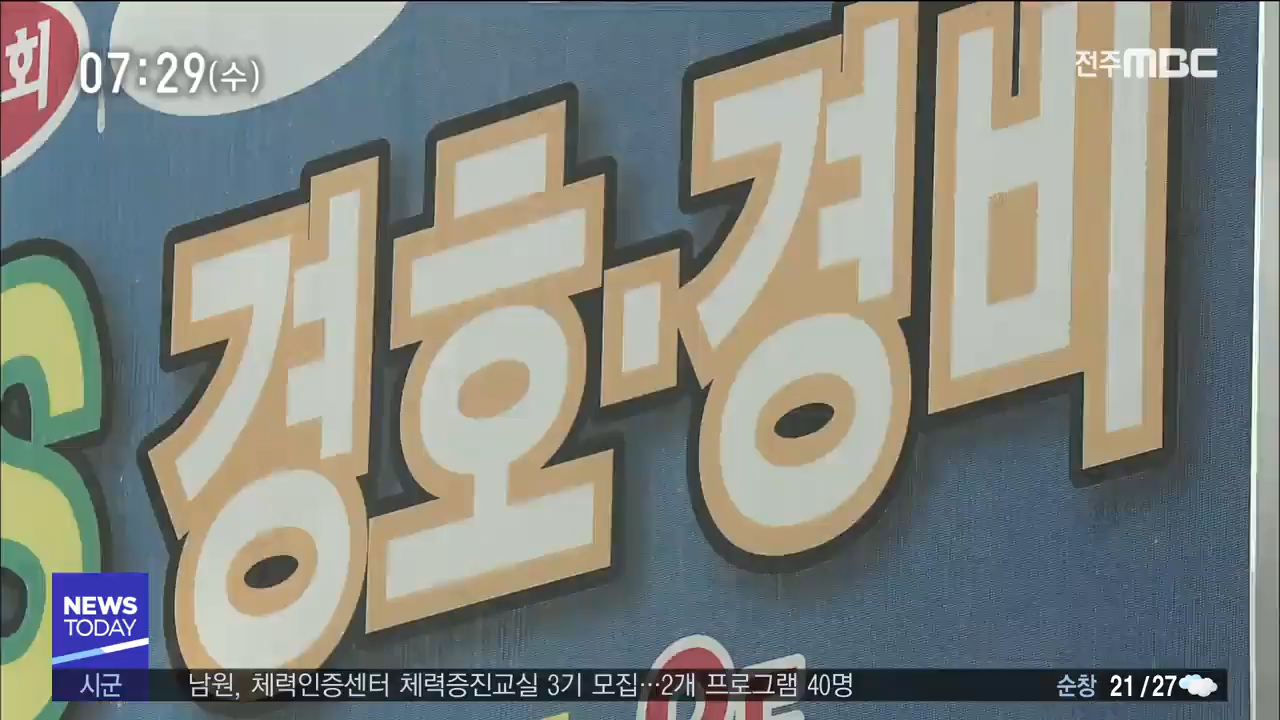 회
07:29(수)
전주MBC
경호·경비
NEWS
TODAY
시군 남원, 체력인증센터 체력증진교실 3기 모집…2개 프로그램 40명 순창 21/27